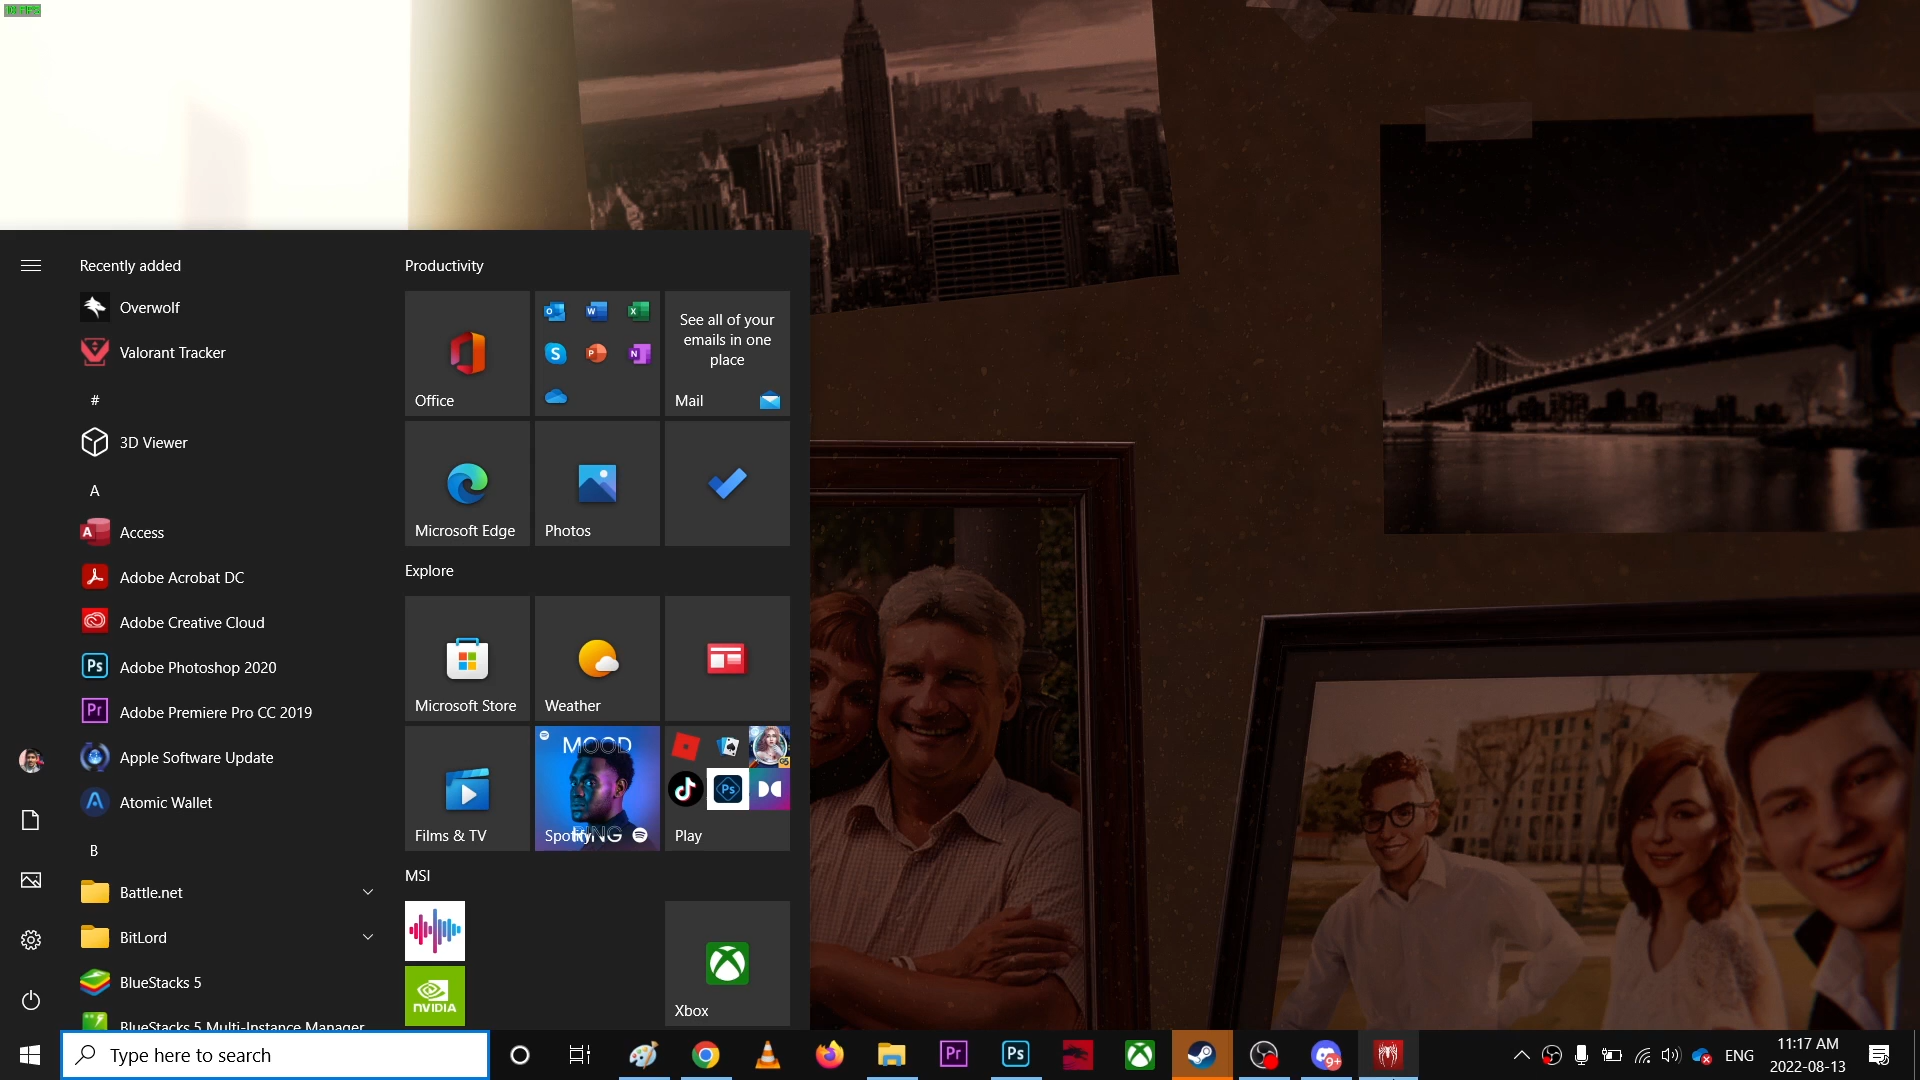 Recently added
Overwolf
Valorant Tracker
#
3D Viewer
A
Access
Adobe Acrobat DC
Adobe Creative Cloud
Adobe Photoshop 2020
Adobe Premiere Pro CC 2019
Apple Software Update
Atomic Wallet
B
Battle.net
BitLord
BlueStacks 5
BlueStacks 5 Multi-Instance Manager
Productivity
Office
See all of your
emails in one
place
Mail
Microsoft Edge
Photos
Explore
Microsoft Store
Weather
Films & TV
MOOD
Spotify
Play
MSI
NVIDIA
Xbox
Type here to search
ENG
11:17 AM
2022-08-13